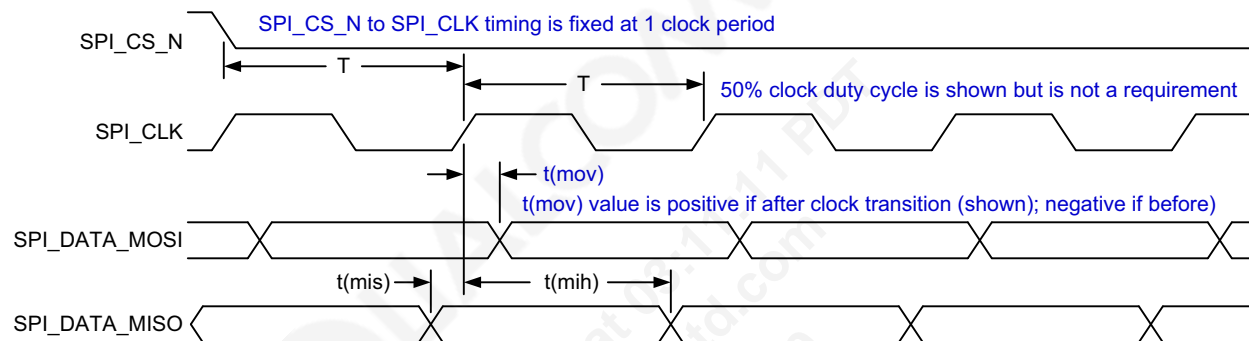 SPI_CS_N
SPI_CS_N to SPI_CLK timing is fixed at 1 clock period
T
T
50% clock duty cycle is shown but is not a requirement
SPI_CLK
t(mov)
t(mov) value is positive if after clock transition (shown); negative if before)
SPI_DATA_MOSI
t(mis)
t(mih)
SPI_DATA_MISO